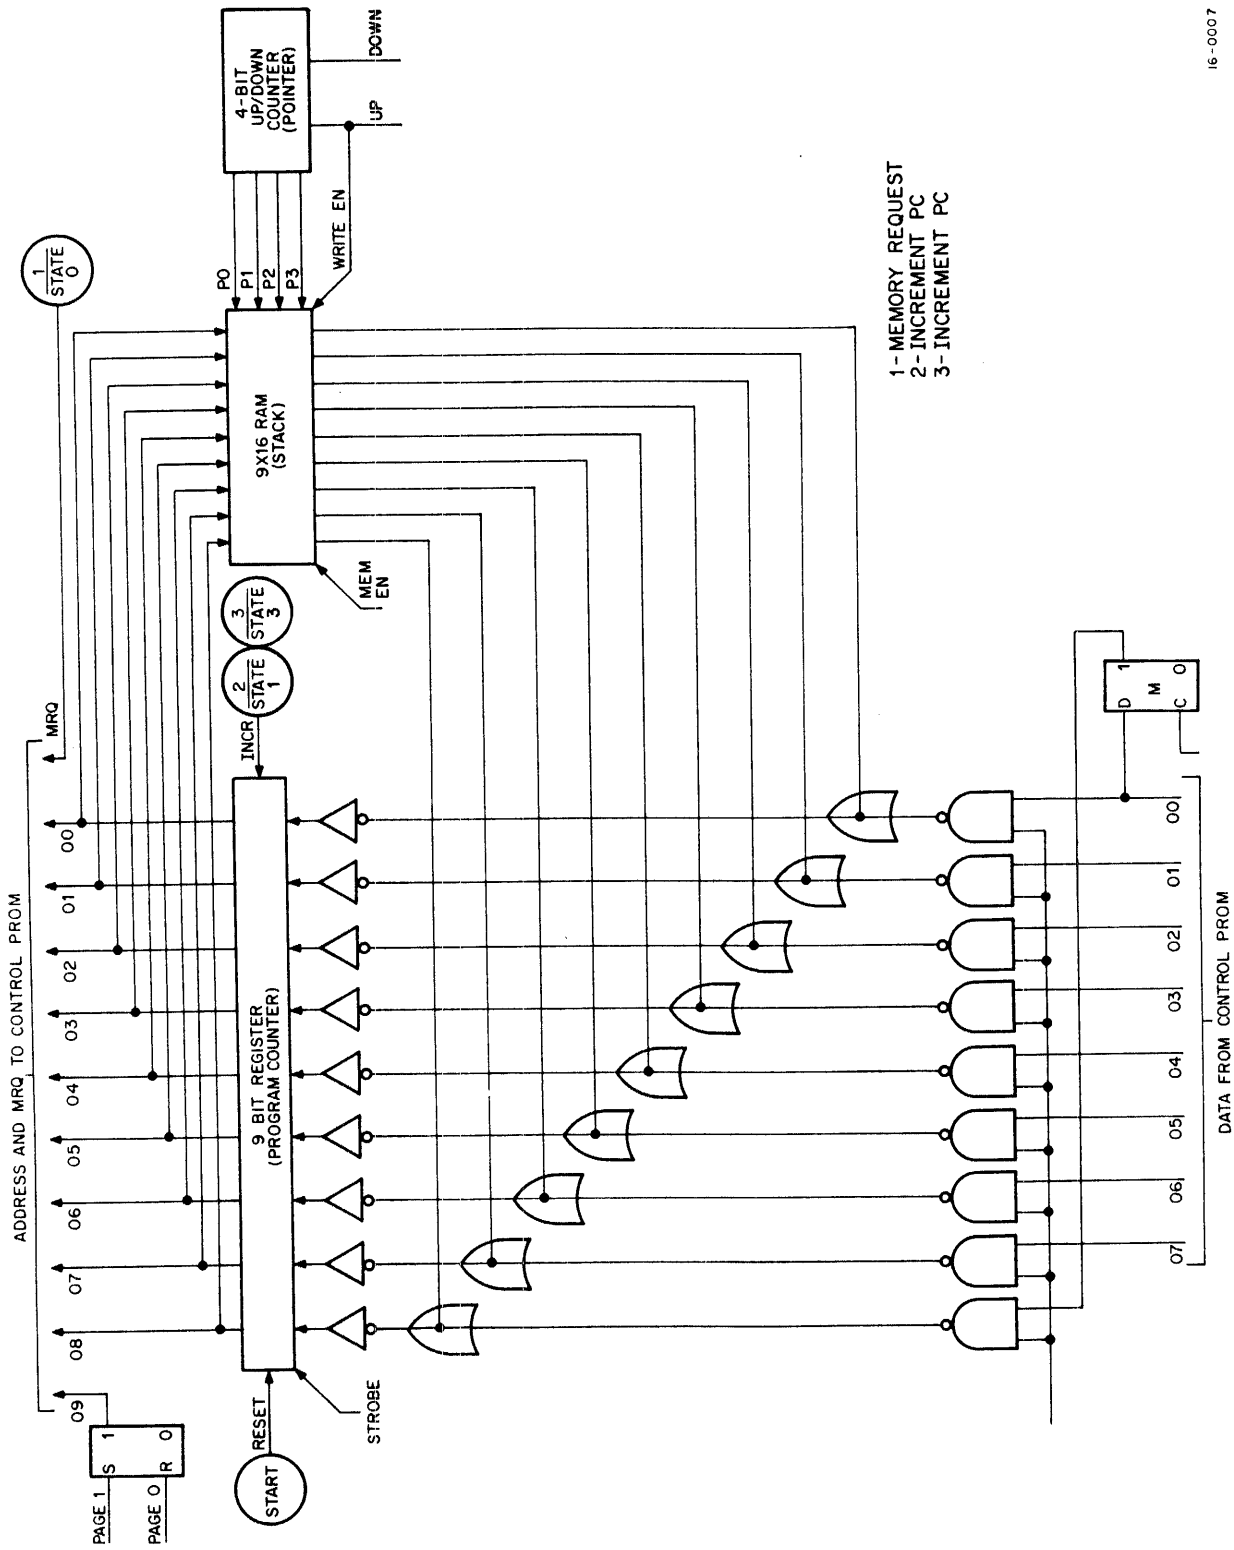 ADDRESS AND MRQ TO CONTROL PROM
PAGE 1
PAGE 0
S 1
R 0
09
08
07
06
05
04
03
02
01
00
MRQ
1
STATE
0
START
RESET
STROBE
9 BIT REGISTER
(PROGRAM COUNTER)
INCR
2
STATE
1
3
STATE
3
MEM
EN
9X16 RAM
(STACK)
P0
P1
P2
P3
WRITE EN
4-BIT
UP/DOWN
COUNTER
(POINTER)
UP
DOWN
1-MEMORY REQUEST
2-INCREMENT PC
3-INCREMENT PC
D 1
M
C 0
07
06
05
04
03
02
01
00
DATA FROM CONTROL PROM
16-0007